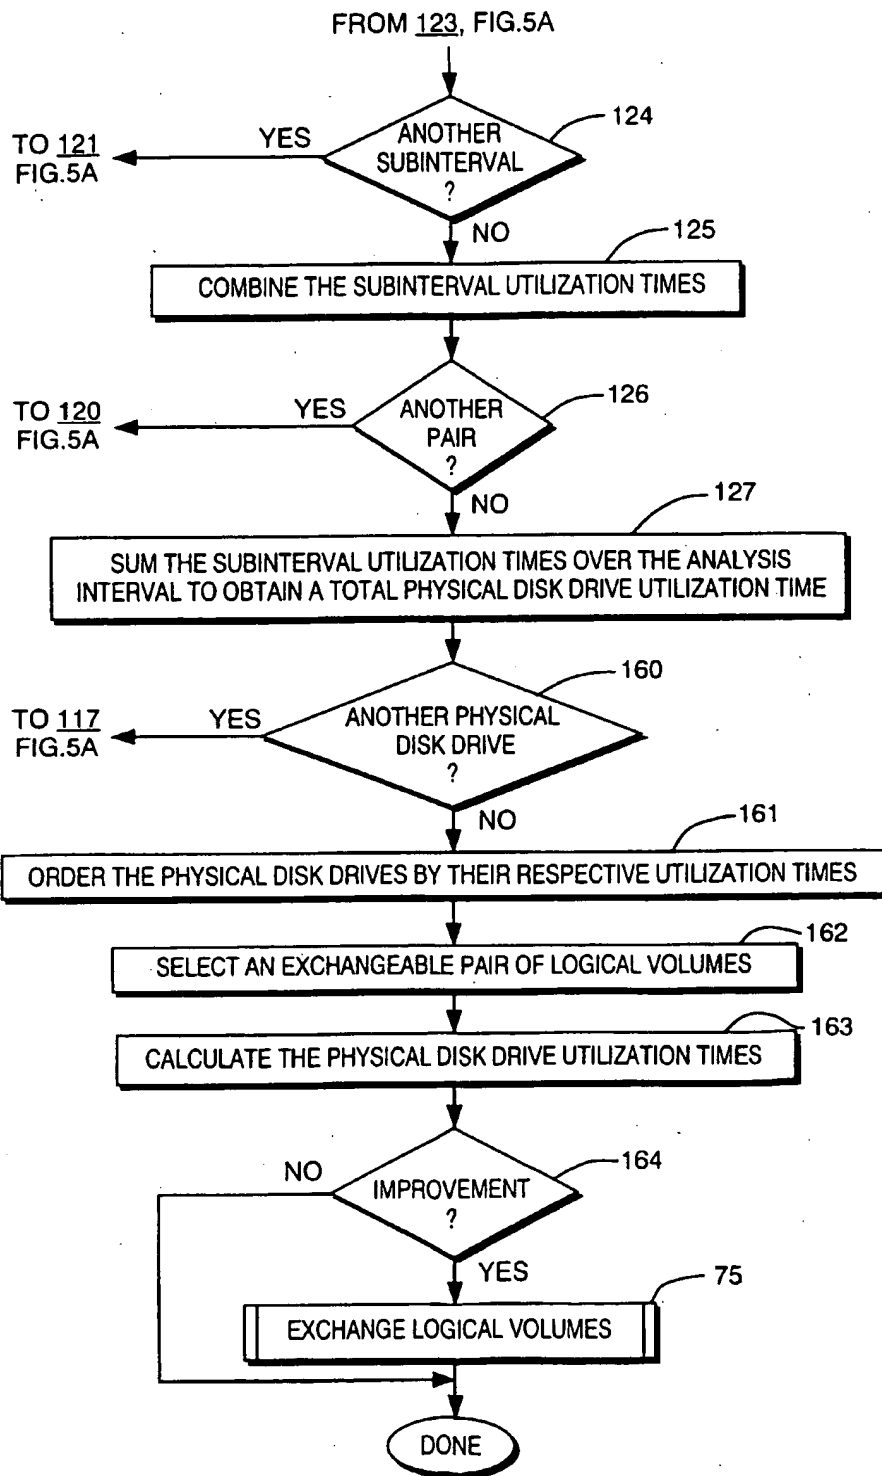 FROM 123, FIG.5A
124
ANOTHER
SUBINTERVAL
?
YES
TO 121
FIG.5A
NO
125
COMBINE THE SUBINTERVAL UTILIZATION TIMES
126
ANOTHER
PAIR
?
YES
TO 120
FIG.5A
NO
127
SUM THE SUBINTERVAL UTILIZATION TIMES OVER THE ANALYSIS
INTERVAL TO OBTAIN A TOTAL PHYSICAL DISK DRIVE UTILIZATION TIME
160
ANOTHER PHYSICAL
DISK DRIVE
?
YES
TO 117
FIG.5A
NO
161
ORDER THE PHYSICAL DISK DRIVES BY THEIR RESPECTIVE UTILIZATION TIMES
162
SELECT AN EXCHANGEABLE PAIR OF LOGICAL VOLUMES
163
CALCULATE THE PHYSICAL DISK DRIVE UTILIZATION TIMES
164
IMPROVEMENT
?
NO
YES
75
EXCHANGE LOGICAL VOLUMES
DONE